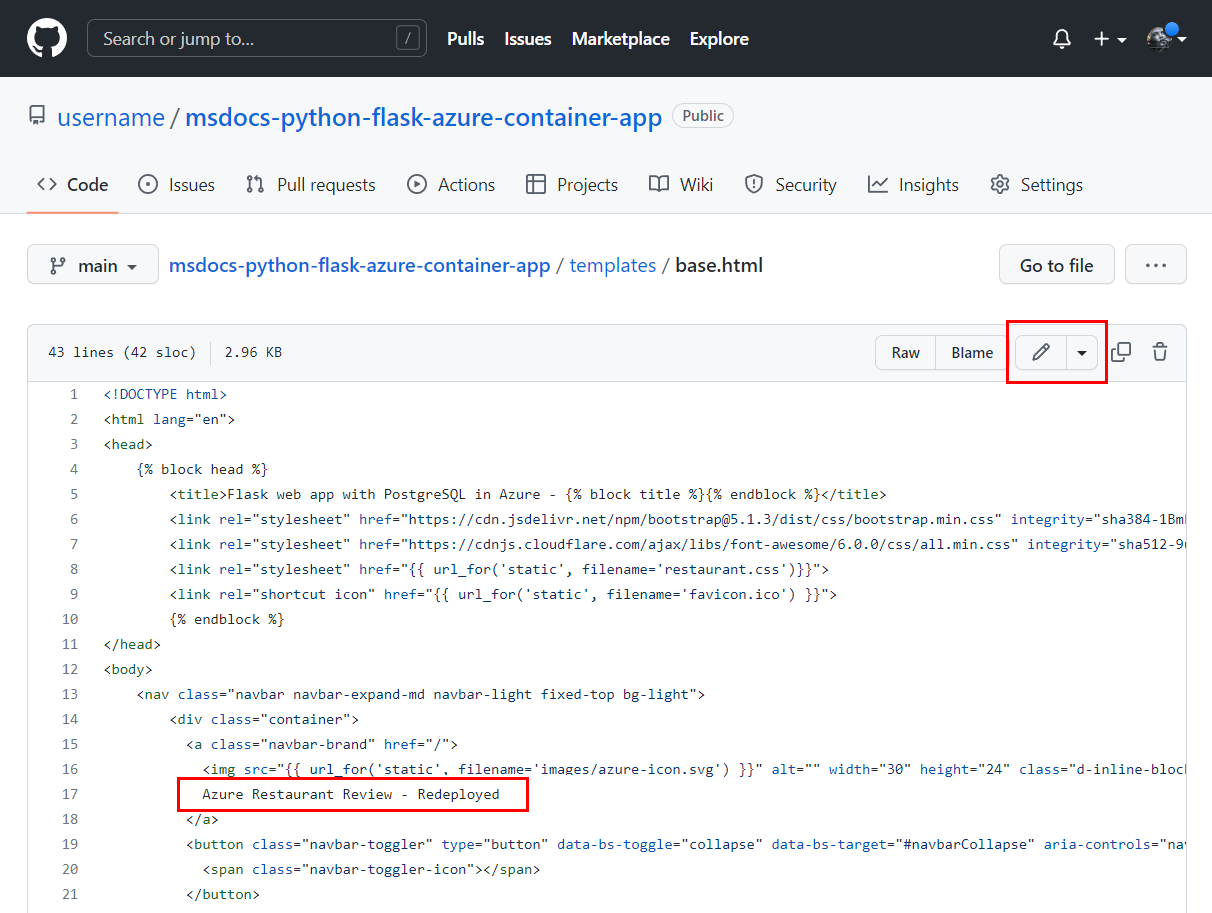 Search or jump to... /
Pulls Issues Marketplace Explore
username / msdocs-python-flask-azure-container-app Public
Code Issues Pull requests Actions Projects Wiki Security Insights Settings
main msdocs-python-flask-azure-container-app / templates / base.html Go to file ...
43 lines (42 sloc) 2.96 KB Raw Blame
1 <!DOCTYPE html>
2 <html lang="en">
3 <head>
4 {% block head %}
5 <title>Flask web app with PostgreSQL in Azure - {% block title %}{% endblock %}</title>
6 <link rel="stylesheet" href="https://cdn.jsdelivr.net/npm/bootstrap@5.1.3/dist/css/bootstrap.min.css" integrity="sha384-1Bm
7 <link rel="stylesheet" href="https://cdnjs.cloudflare.com/ajax/libs/font-awesome/6.0.0/css/all.min.css" integrity="sha512-9
8 <link rel="stylesheet" href="{{ url_for('static', filename='restaurant.css')}}">
9 <link rel="shortcut icon" href="{{ url_for('static', filename='favicon.ico') }}">
10 {% endblock %}
11 </head>
12 <body>
13 <nav class="navbar navbar-expand-md navbar-light fixed-top bg-light">
14 <div class="container">
15 <a class="navbar-brand" href="/">
16 <img src="{{ url_for('static', filename='images/azure-icon.svg') }}" alt="" width="30" height="24" class="d-inline-block
17 Azure Restaurant Review - Redeployed
18 </a>
19 <button class="navbar-toggler" type="button" data-bs-toggle="collapse" data-bs-target="#navbarCollapse" aria-controls="nav
20 <span class="navbar-toggler-icon"></span>
21 </button>